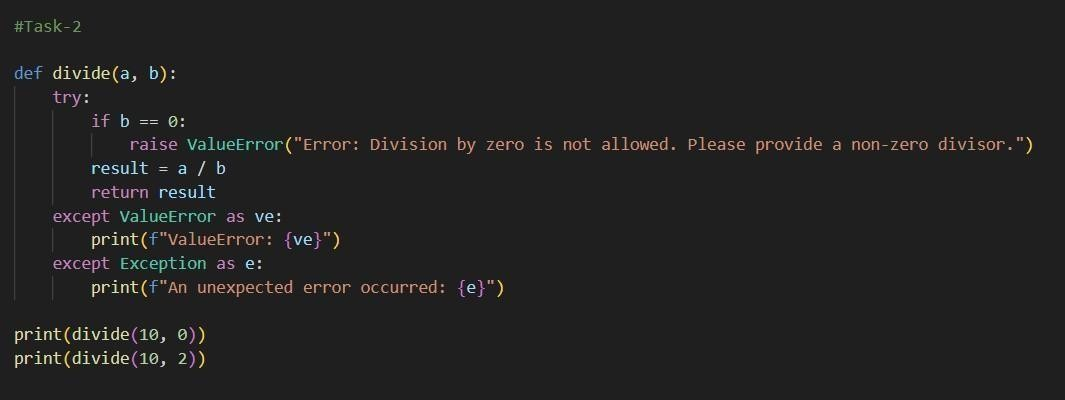 #Task-2
def divide(a, b):
    try:
        if b == 0:
            raise ValueError("Error: Division by zero is not allowed. Please provide a non-zero divisor.")
        result = a / b
        return result
    except ValueError as ve:
        print(f"ValueError: {ve}")
    except Exception as e:
        print(f"An unexpected error occurred: {e}")
print(divide(10, 0))
print(divide(10, 2))